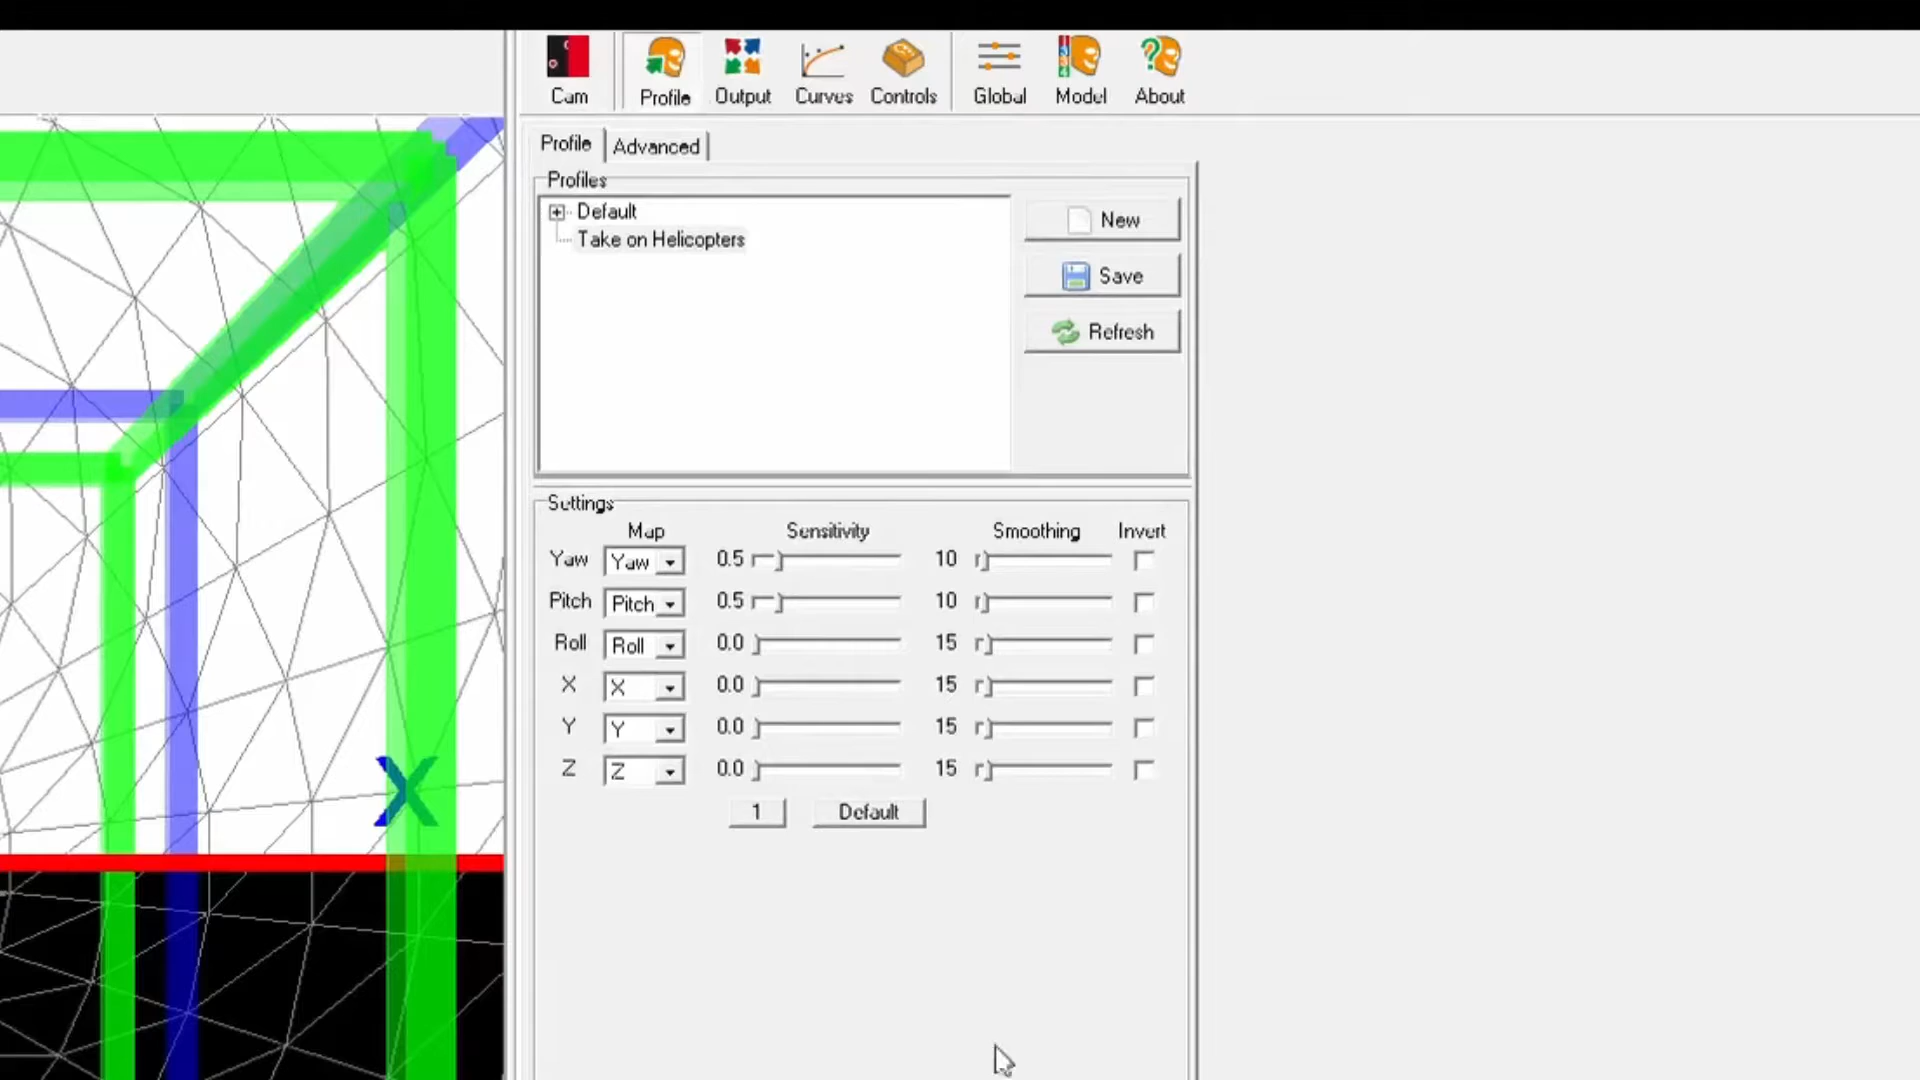 Cam
Profile
Output
Curves
Controls
Global
Model
About
Profile
Advanced
Profiles
Default
Take on Helicopters
New
Save
Refresh
Settings
Map Sensitivity Smoothing Invert
Yaw Yaw 0.5 10
Pitch Pitch 0.5 10
Roll Roll 0.0 15
X X 0.0 15
Y Y 0.0 15
Z Z 0.0 15
1 Default
X